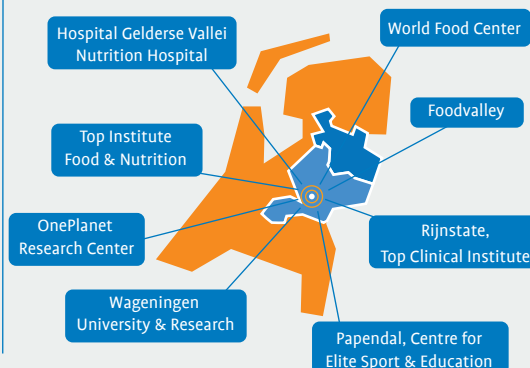 Hospital Gelderse Vallei
Nutrition Hospital
World Food Center
Foodvalley
Top Institute
Food & Nutrition
OnePlanet
Research Center
Rijnstate,
Top Clinical Institute
Wageningen
University & Research
Papendal, Centre for
Elite Sport & Education